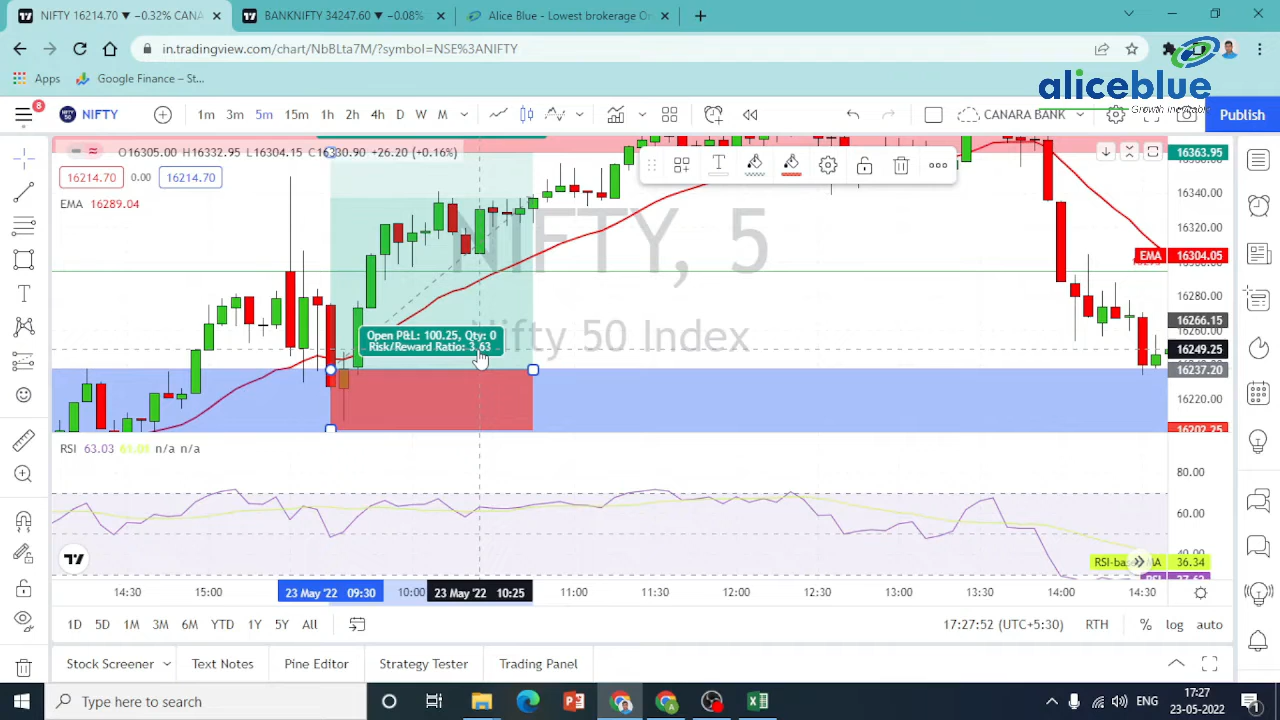 NIFTY 16214.70 ▼ −0.32% CANA
BANKNIFTY 34247.60 ▼ −0.08%
Alice Blue - Lowest brokerage On
in.tradingview.com/chart/NbBLta7M/?symbol=NSE%3ANIFTY
Apps
Google Finance – St...
aliceblue
8
NIFTY
1m 3m 5m 15m 1h 2h 4h D W M
CANARA BANK
Publish
O16305.00 H16332.95 L16304.15 C16330.90 +26.20 (+0.16%)
16214.70 0.00 16214.70
EMA 16289.04
NIFTY, 5
Nifty 50 Index
Open P&L: 100.25, Qty: 0
Risk/Reward Ratio: 3.63
16363.95
16340.00
16320.00
EMA 16304.05
16280.00
16266.15
16249.25
16237.20
16220.00
16202.25
RSI 63.03 61.01 n/a n/a
80.00
60.00
40.00
36.34
14:30 15:00 23 May '22 09:30 10:00 23 May '22 10:25 11:00 11:30 12:00 12:30 13:00 13:30 14:00 14:30
1D 5D 1M 3M 6M YTD 1Y 5Y All
17:27:52 (UTC+5:30) RTH % log auto
Stock Screener Text Notes Pine Editor Strategy Tester Trading Panel
Type here to search
ENG
17:27
23-05-2022
1